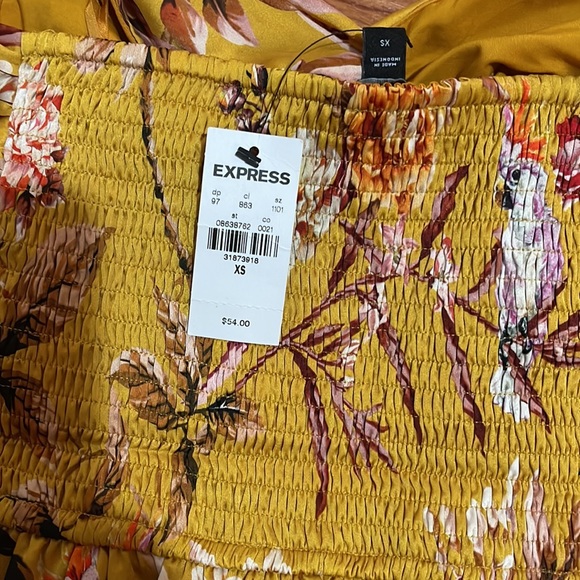 XS
MADE IN
INDONESIA
EXPRESS
dp cl sz
97 863 1101
st co
08638762 0021
31873918
XS
$54.00